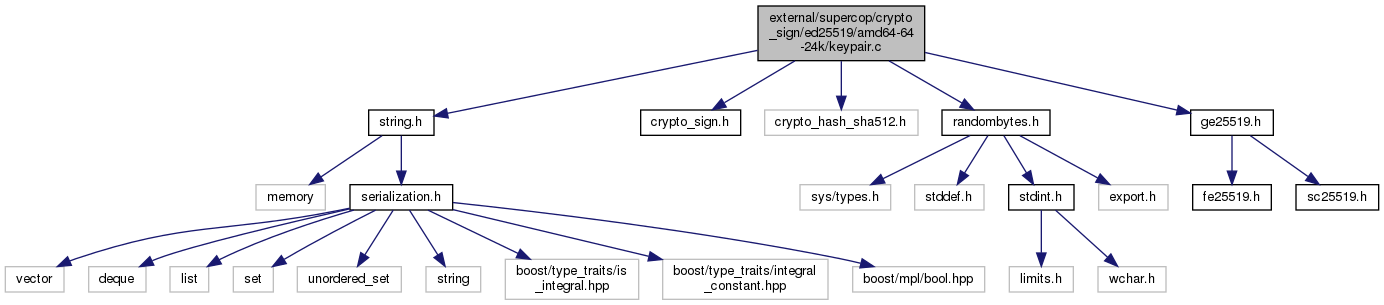 external/supercop/crypto
_sign/ed25519/amd64-64
-24k/keypair.c
string.h
crypto_sign.h
crypto_hash_sha512.h
randombytes.h
ge25519.h
memory
serialization.h
sys/types.h
stddef.h
stdint.h
export.h
fe25519.h
sc25519.h
vector
deque
list
set
unordered_set
string
boost/type_traits/is
_integral.hpp
boost/type_traits/integral
_constant.hpp
boost/mpl/bool.hpp
limits.h
wchar.h